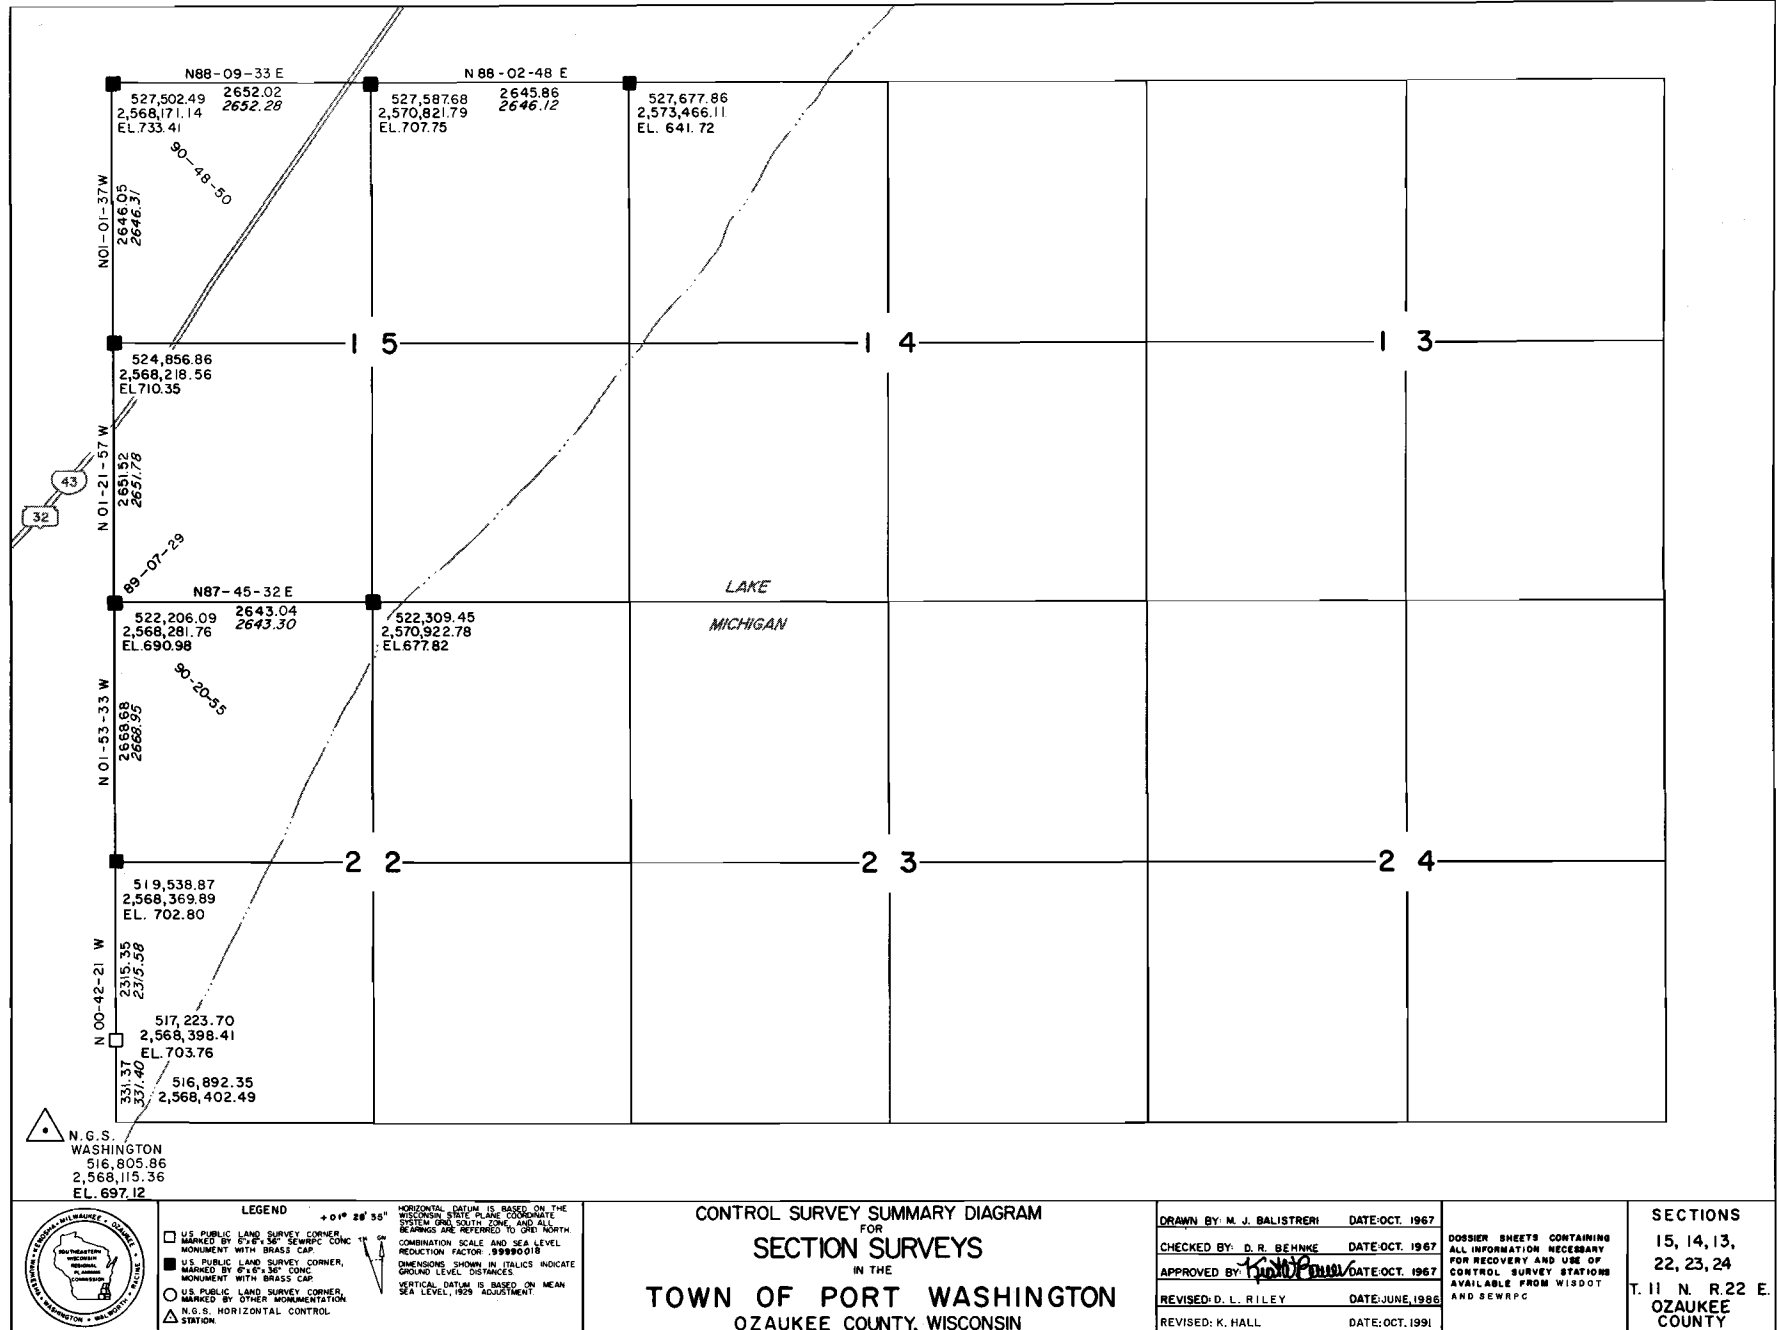 N88-09-33 E
2652.02
2652.28
N 88-02-48 E
2645.86
2646.12
527,502.49
2,568,171.14
EL.733.41
527,587.68
2,570,821.79
EL.707.75
527,677.86
2,573,466.11
EL. 641.72
90-48-50
N01-01-37W
2646.05
2646.31
1 5
1 4
1 3
524,856.86
2,568,218.56
EL710.35
N 01-21-57 W
2651.52
2651.78
43
32
89-07-29
N87-45-32 E
2643.04
2643.30
LAKE
MICHIGAN
522,206.09
2,568,281.76
EL.690.98
522,309.45
2,570,922.78
EL.677.82
90-20-55
N 01-53-33 W
2668.68
2668.95
2 2
2 3
2 4
519,538.87
2,568,369.89
EL. 702.80
N 00-42-21 W
2315.35
2315.58
517,223.70
2,568,398.41
EL.703.76
331.37
331.40
516,892.35
2,568,402.49
N.G.S.
WASHINGTON
516,805.86
2,568,115.36
EL.697.12
SOUTHEASTERN
WISCONSIN
REGIONAL
PLANNING
COMMISSION
KENOSHA • MILWAUKEE • OZAUKEE • RACINE • WALWORTH • WASHINGTON • WAUKESHA
LEGEND
U.S. PUBLIC LAND SURVEY CORNER,
MARKED BY 6"x6"x36" SEWRPC CONC
MONUMENT WITH BRASS CAP.
U.S. PUBLIC LAND SURVEY CORNER,
MARKED BY 6"x6"x36" CONC.
MONUMENT WITH BRASS CAP.
U.S. PUBLIC LAND SURVEY CORNER,
MARKED BY OTHER MONUMENTATION.
N.G.S. HORIZONTAL CONTROL
STATION.
+01° 28' 35"
TN GN
HORIZONTAL DATUM IS BASED ON THE
WISCONSIN STATE PLANE COORDINATE
SYSTEM GRID, SOUTH ZONE, AND ALL
BEARINGS ARE REFERRED TO GRID NORTH.
COMBINATION SCALE AND SEA LEVEL
REDUCTION FACTOR: .99990018
DIMENSIONS SHOWN IN ITALICS INDICATE
GROUND LEVEL DISTANCES.
VERTICAL DATUM IS BASED ON MEAN
SEA LEVEL, 1929 ADJUSTMENT.
CONTROL SURVEY SUMMARY DIAGRAM
FOR
SECTION SURVEYS
IN THE
TOWN OF PORT WASHINGTON
OZAUKEE COUNTY, WISCONSIN
DRAWN BY: M. J. BALISTRERI DATE:OCT. 1967
CHECKED BY: D. R. BEHNKE DATE:OCT. 1967
APPROVED BY: DATE:OCT. 1967
REVISED: D. L. RILEY DATE:JUNE,1986
REVISED: K. HALL DATE:OCT. 1991
DOSSIER SHEETS CONTAINING
ALL INFORMATION NECESSARY
FOR RECOVERY AND USE OF
CONTROL SURVEY STATIONS
AVAILABLE FROM WISDOT
AND SEWRPC
SECTIONS
15, 14, 13,
22, 23, 24
T. 11 N. R.22 E.
OZAUKEE
COUNTY